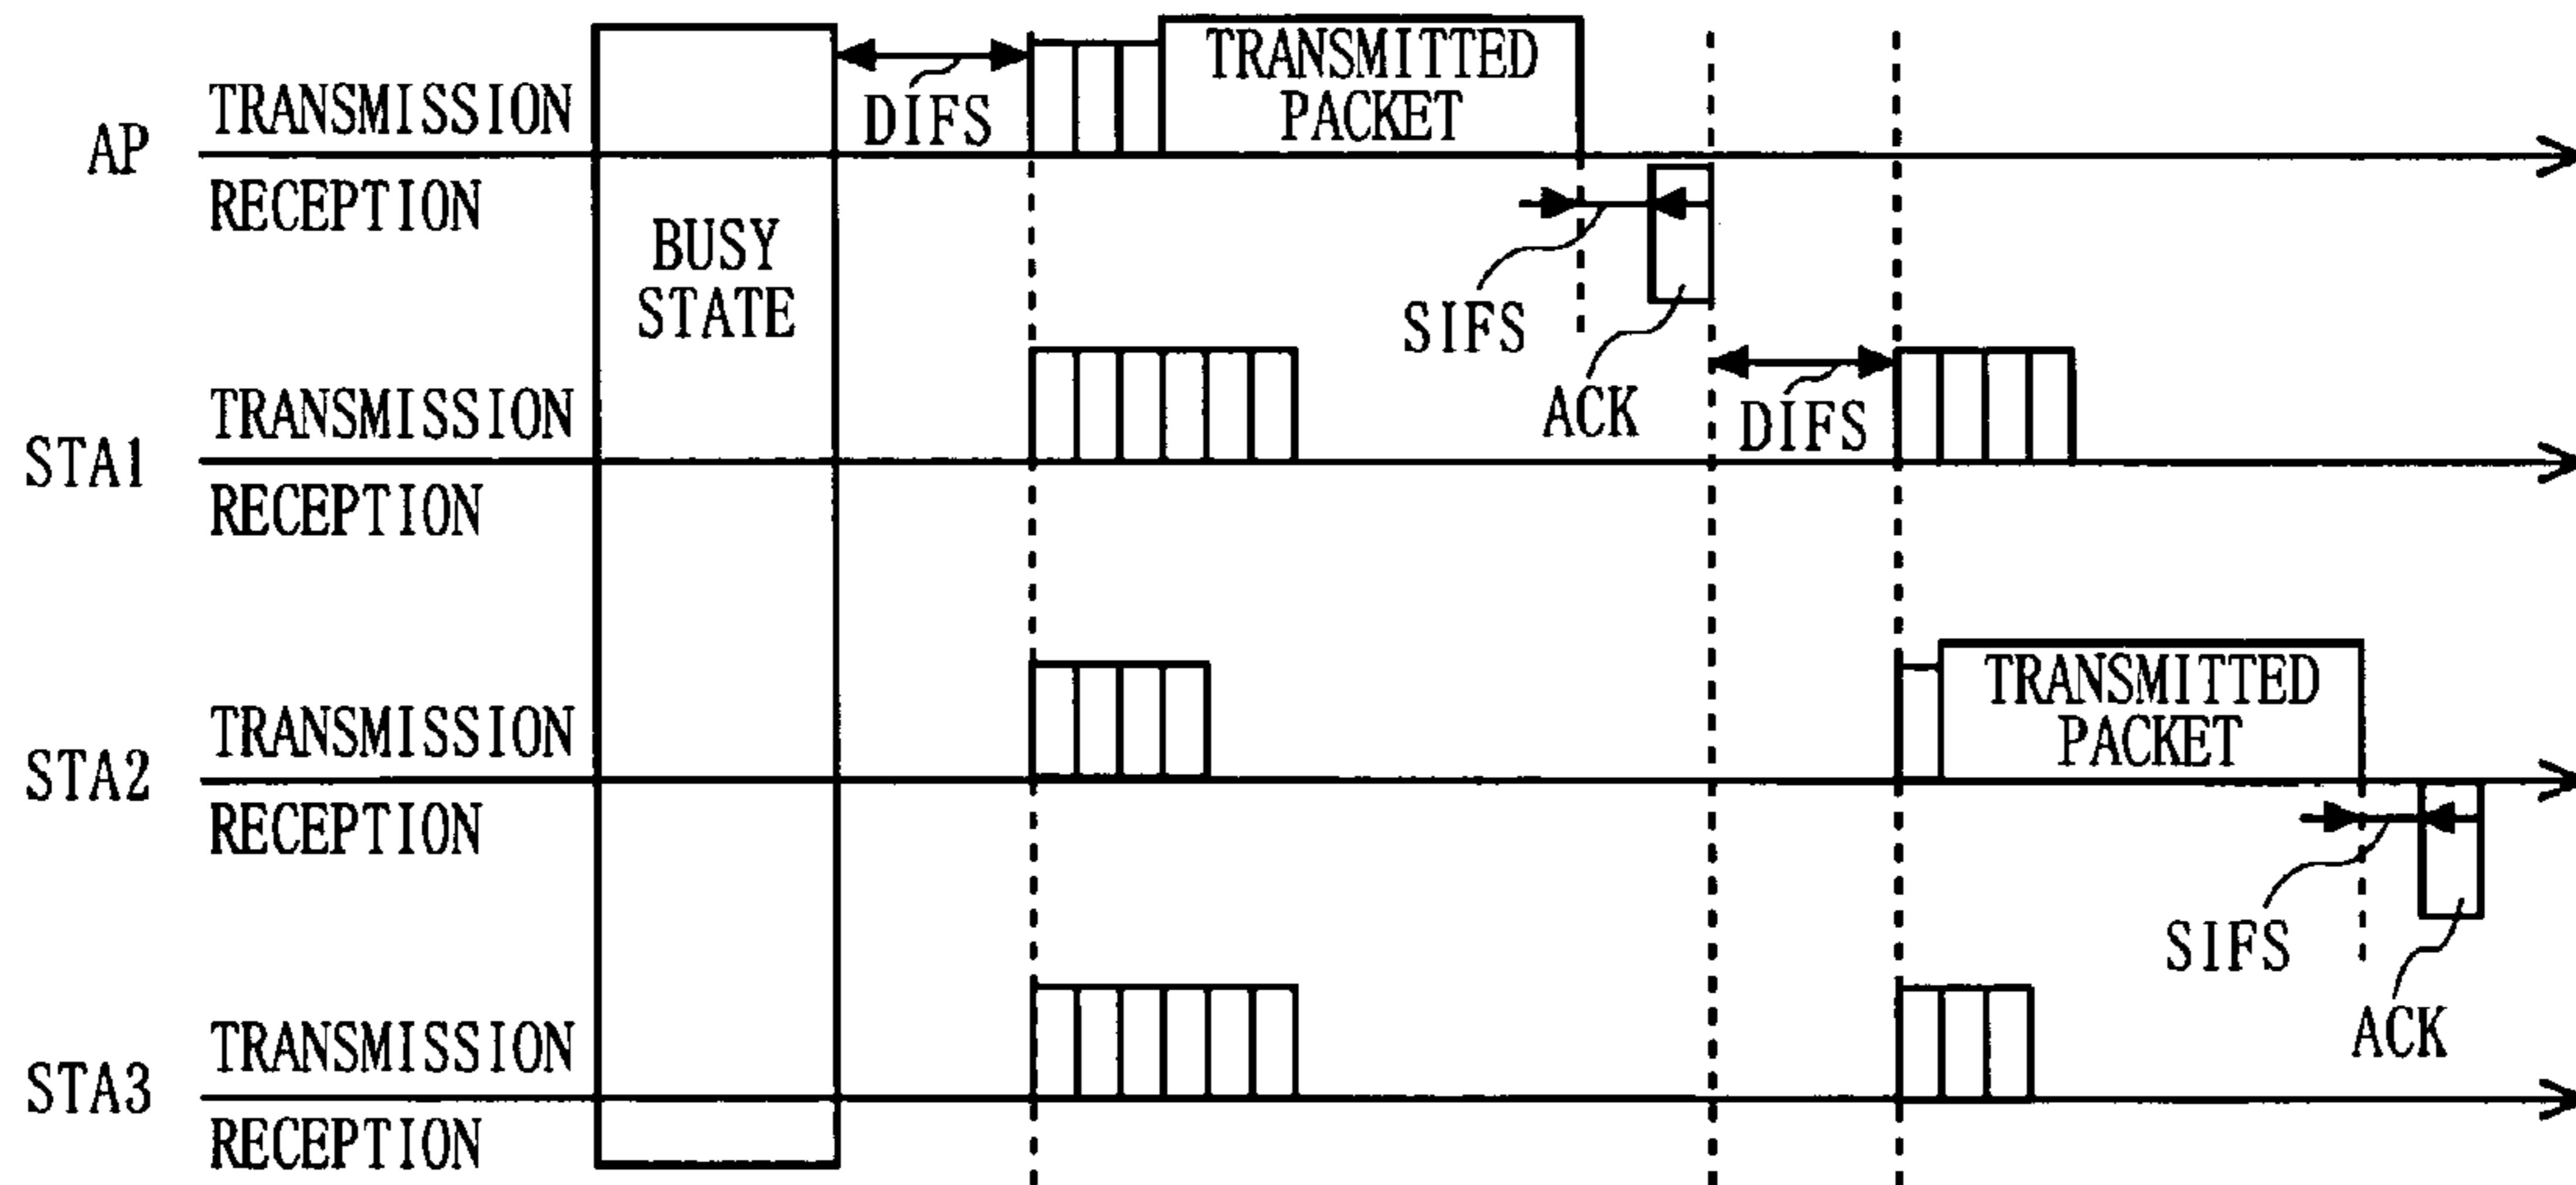 TRANSMITTED
PACKET
DIFS
TRANSMISSION
AP
RECEPTION
BUSY
STATE
SIFS
ACK
DIFS
TRANSMISSION
STA1
RECEPTION
TRANSMITTED
PACKET
TRANSMISSION
STA2
RECEPTION
SIFS
ACK
TRANSMISSION
STA3
RECEPTION